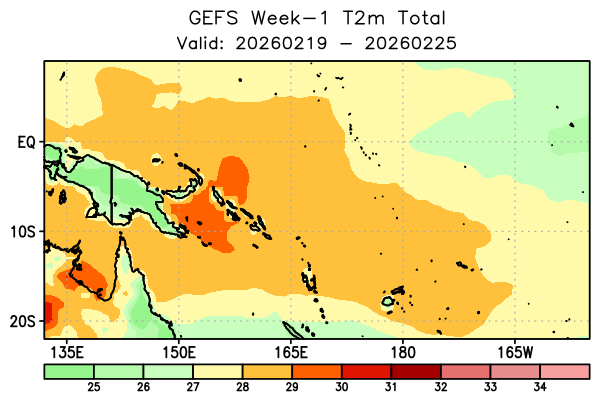 GEFS Week-1 T2m Total
Valid: 20260219 - 20260225
EQ
10S
20S
135E 150E 165E 180 165W
25 26 27 28 29 30 31 32 33 34